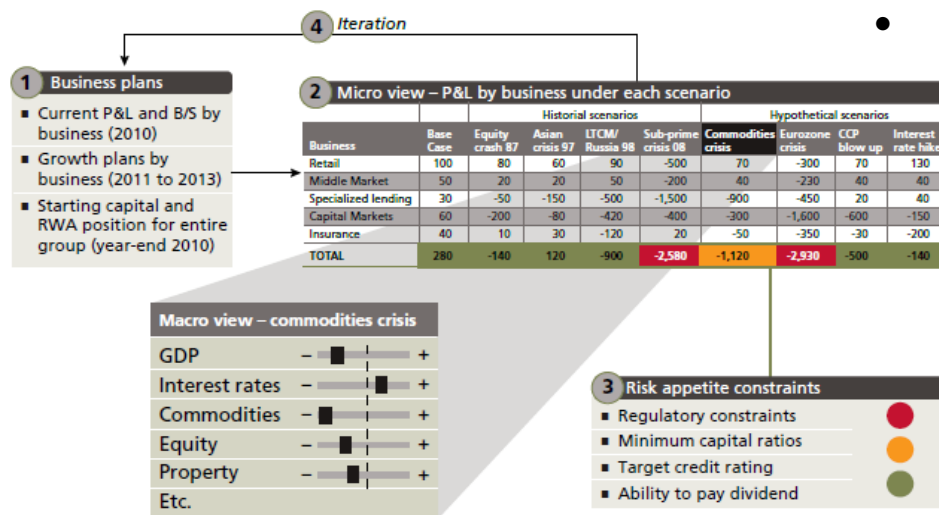 4 Iteration
1 Business plans
■ Current P&L and B/S by
business (2010)
■ Growth plans by
business (2011 to 2013)
■ Starting capital and
RWA position for entire
group (year-end 2010)
2 Micro view – P&L by business under each scenario
Historial scenarios Hypothetical scenarios
Business Base Case Equity crash 87 Asian crisis 97 LTCM/ Russia 98 Sub-prime crisis 08 Commodities crisis Eurozone crisis CCP blow up Interest rate hike
Retail 100 80 60 90 -500 70 -300 70 130
Middle Market 50 20 20 50 -200 40 -230 40 40
Specialized lending 30 -50 -150 -500 -1,500 -900 -450 20 40
Capital Markets 60 -200 -80 -420 -400 -300 -1,600 -600 -150
Insurance 40 10 30 -120 20 -50 -350 -30 -200
TOTAL 280 -140 120 -900 -2,580 -1,120 -2,930 -500 -140
Macro view – commodities crisis
GDP – +
Interest rates – +
Commodities – +
Equity – +
Property – +
Etc.
3 Risk appetite constraints
■ Regulatory constraints
■ Minimum capital ratios
■ Target credit rating
■ Ability to pay dividend